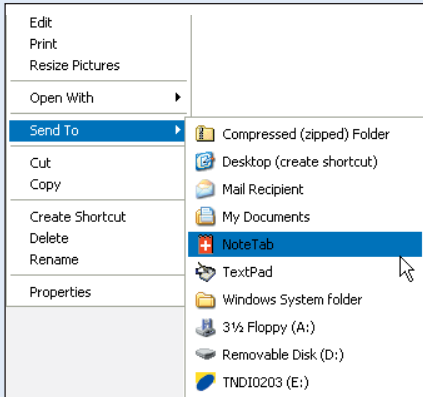 Edit
Print
Resize Pictures
Open With
Send To
Cut
Copy
Create Shortcut
Delete
Rename
Properties
Compressed (zipped) Folder
Desktop (create shortcut)
Mail Recipient
My Documents
NoteTab
TextPad
Windows System folder
3½ Floppy (A:)
Removable Disk (D:)
TNDI0203 (E:)